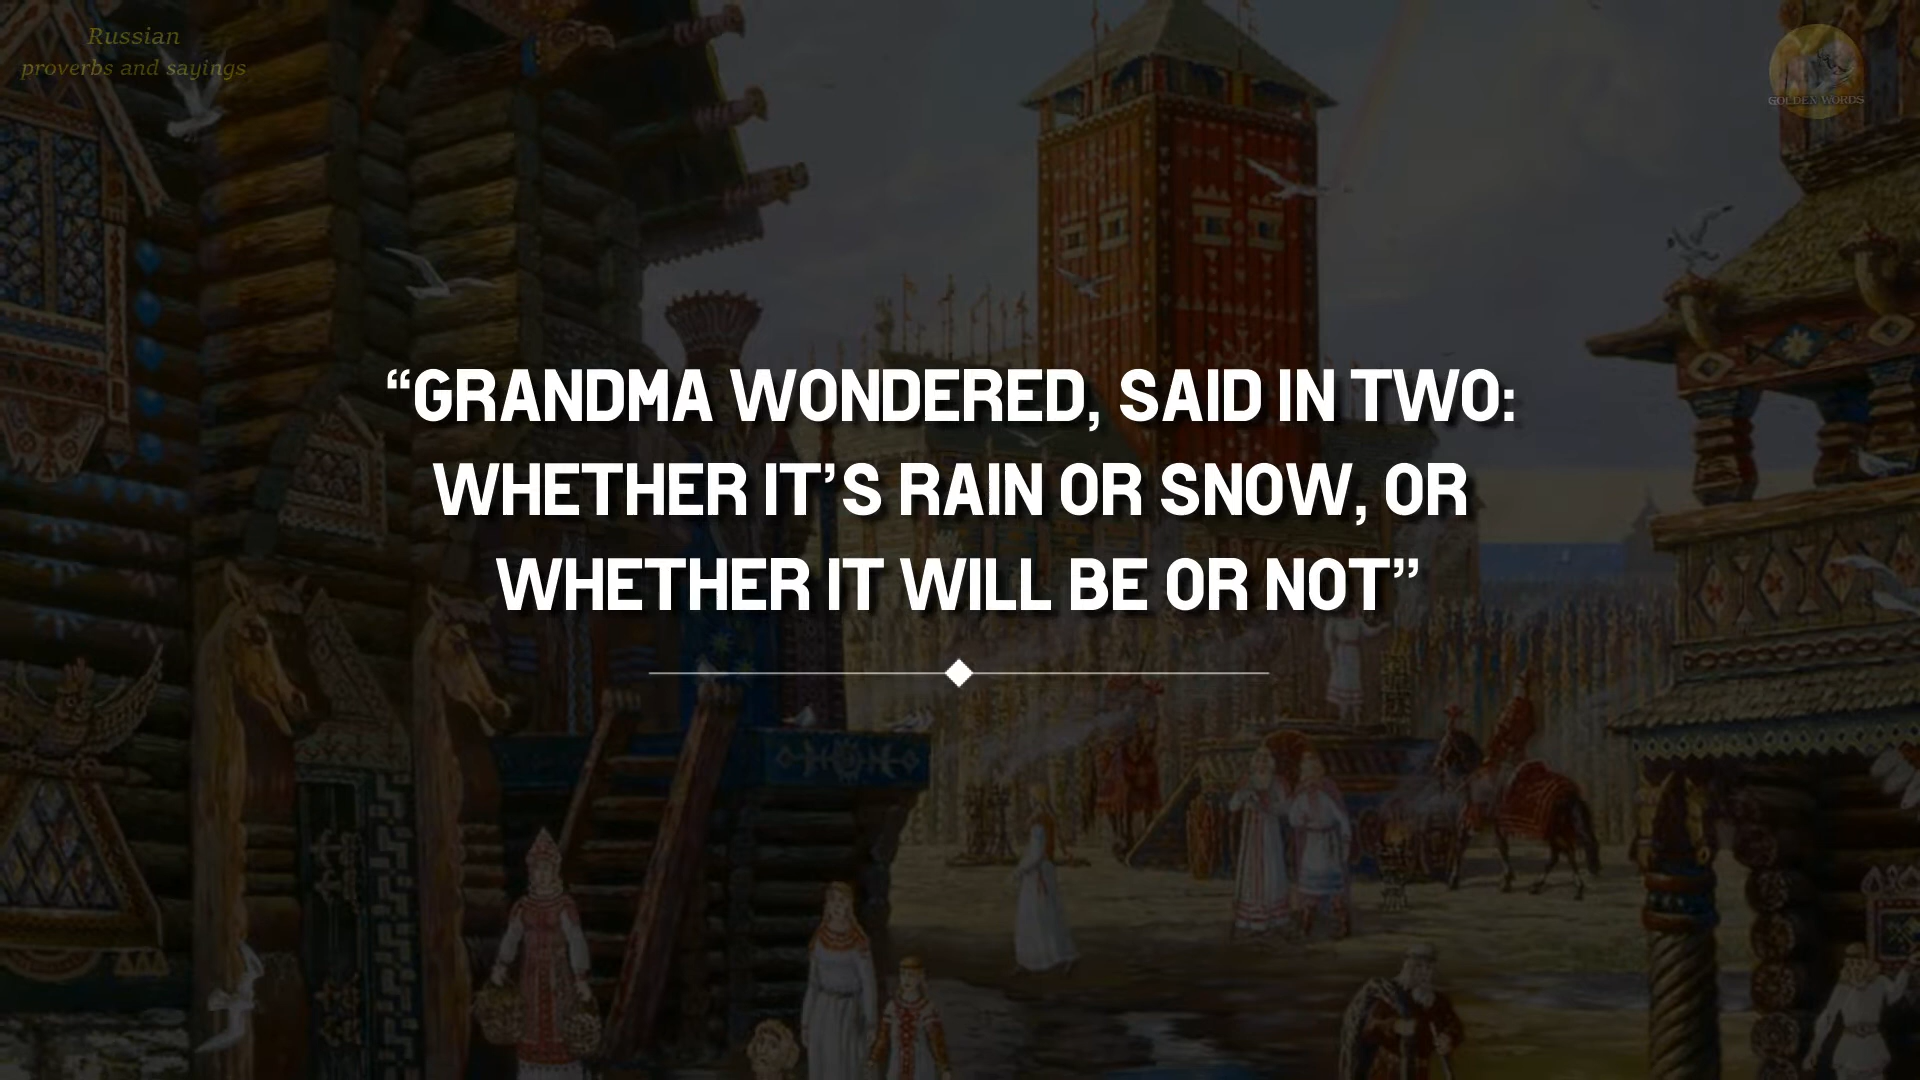 Russian
proverbs and sayings
GOLDEN WORDS
“GRANDMA WONDERED, SAID IN TWO:
WHETHER IT’S RAIN OR SNOW, OR
WHETHER IT WILL BE OR NOT”